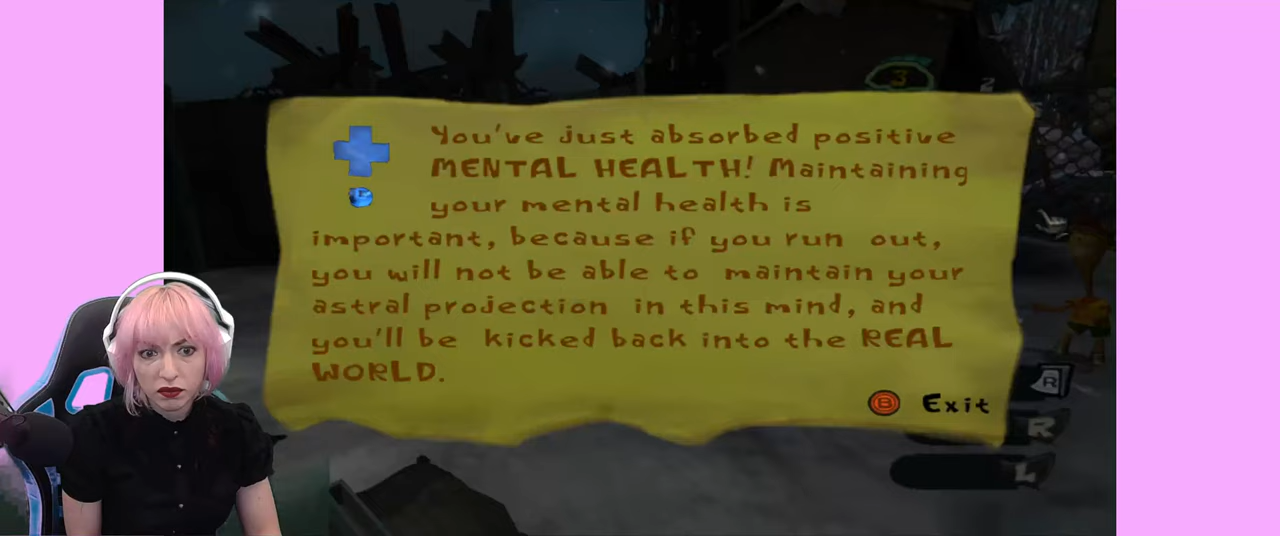 3
2
You've just absorbed positive
MENTAL HEALTH! Maintaining
your mental health is
important, because if you run out,
you will not be able to maintain your
astral projection in this mind, and
you'll be kicked back into the REAL
WORLD.
B Exit
R
R
L